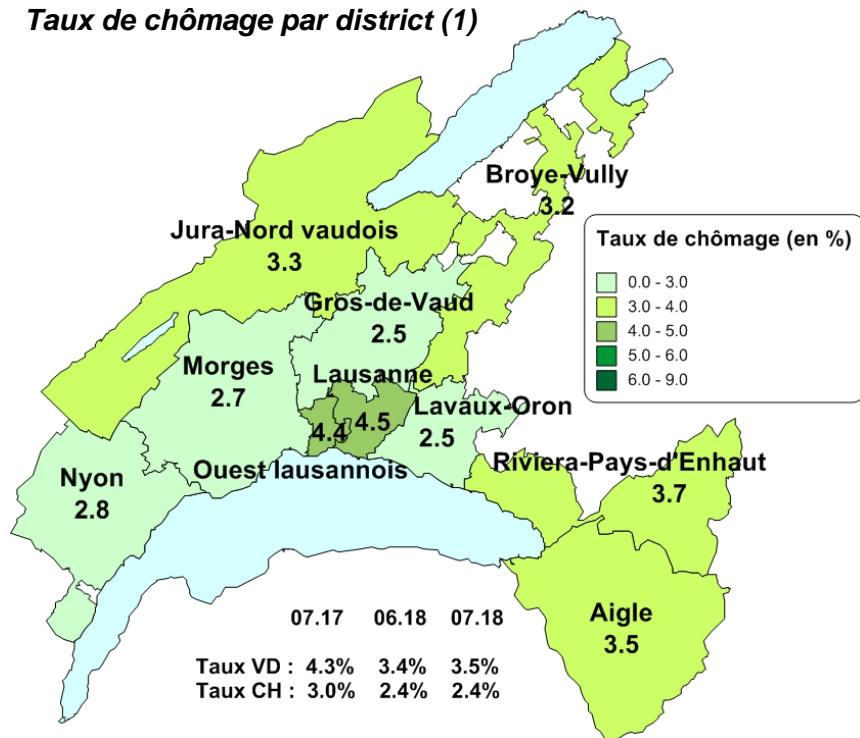 Taux de chômage par district (1)
Broye-Vully
3.2
Jura-Nord vaudois
3.3
Taux de chômage (en %)
0.0 - 3.0
3.0 - 4.0
4.0 - 5.0
5.0 - 6.0
6.0 - 9.0
Gros-de-Vaud
2.5
Morges
2.7
Lausanne
4.5
4.4
Lavaux-Oron
2.5
Ouest lausannois
Riviera-Pays-d'Enhaut
3.7
Nyon
2.8
Aigle
3.5
07.17 06.18 07.18
Taux VD : 4.3% 3.4% 3.5%
Taux CH : 3.0% 2.4% 2.4%